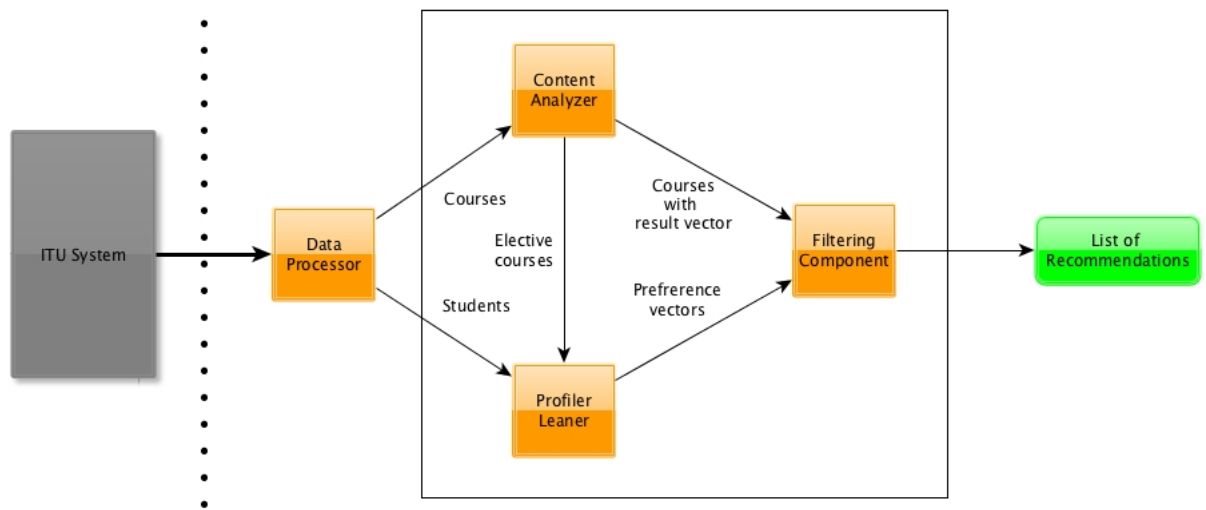 ITU System
Data
Processor
Courses
Students
Content
Analyzer
Elective
courses
Profiler
Leaner
Courses
with
result vector
Prefrerence
vectors
Filtering
Component
List of
Recommendations